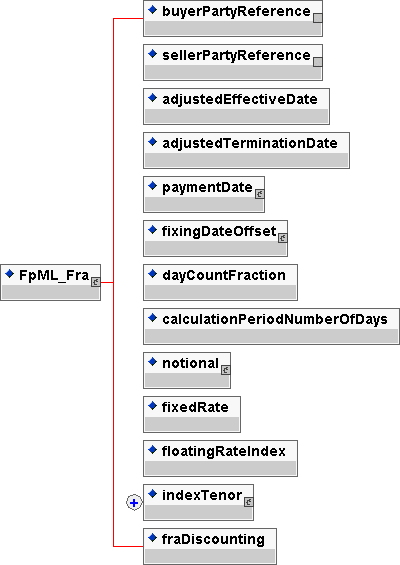 buyerPartyReference
sellerPartyReference
adjustedEffectiveDate
adjustedTerminationDate
paymentDate
fixingDateOffset
FpML_Fra
dayCountFraction
calculationPeriodNumberOfDays
notional
fixedRate
floatingRateIndex
indexTenor
fraDiscounting